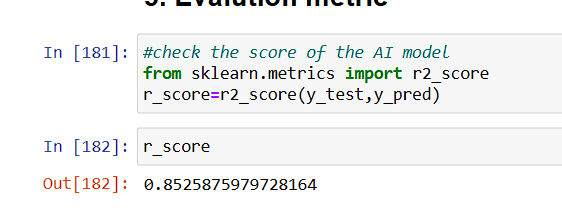 5. Evalution metric
In [181]: #check the score of the AI model
from sklearn.metrics import r2_score
r_score=r2_score(y_test,y_pred)
In [182]: r_score
Out[182]: 0.8525875979728164